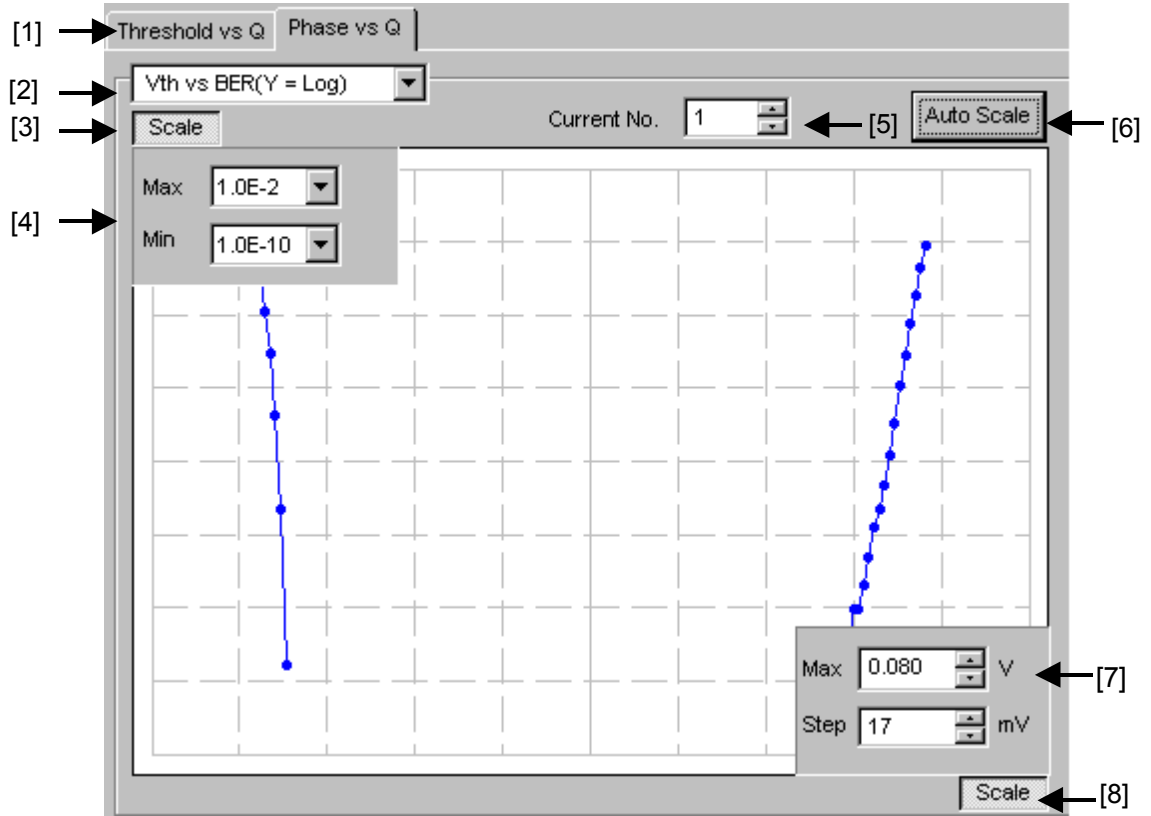 [1] Threshold vs Q Phase vs Q
[2] Vth vs BER(Y = Log)
[3] Scale Current No. 1 [5] Auto Scale [6]
[4] Max 1.0E-2
Min 1.0E-10
Max 0.080 V [7]
Step 17 mV
Scale [8]